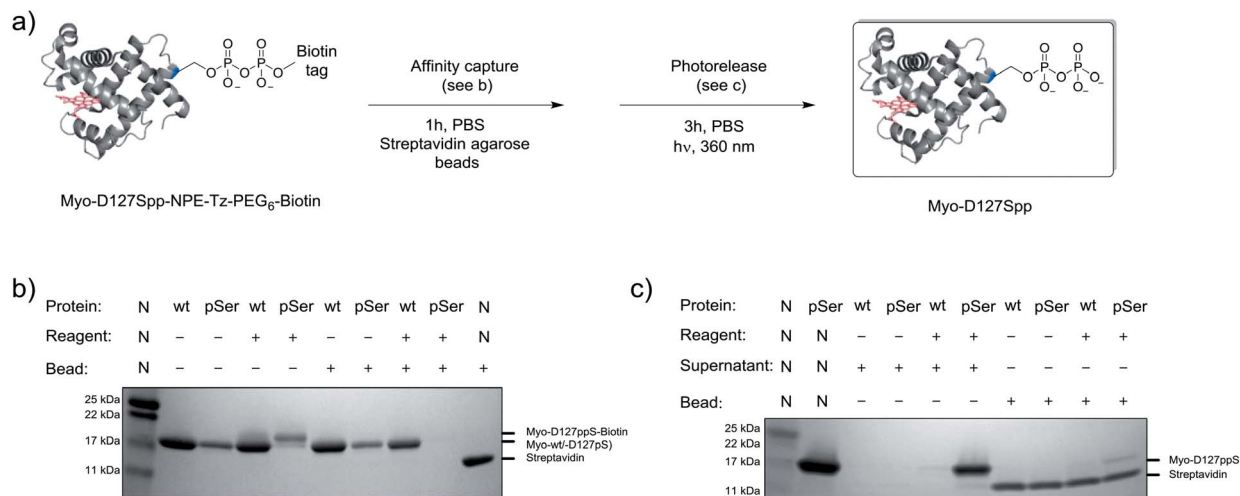 a)
O O
P P
O O O
O− O−
Biotin
tag
Affinity capture
(see b)
1h, PBS
Streptavidin agarose
beads
Photorelease
(see c)
3h, PBS
hν, 360 nm
O O
P P
O O O−
O− O−
Myo-D127Spp-NPE-Tz-PEG6-Biotin
Myo-D127Spp
b)
Protein: N wt pSer wt pSer wt pSer wt pSer N
Reagent: N – – + + – – + + N
Bead: N – – – – + + + + +
25 kDa
22 kDa
17 kDa
11 kDa
Myo-D127ppS-Biotin
Myo-wt/-D127pS)
Streptavidin
c)
Protein: N pSer wt pSer wt pSer wt pSer wt pSer
Reagent: N N – – + + – – + +
Supernatant: N N + + + + – – – –
Bead: N N – – – – + + + +
25 kDa
22 kDa
17 kDa
11 kDa
Myo-D127ppS
Streptavidin